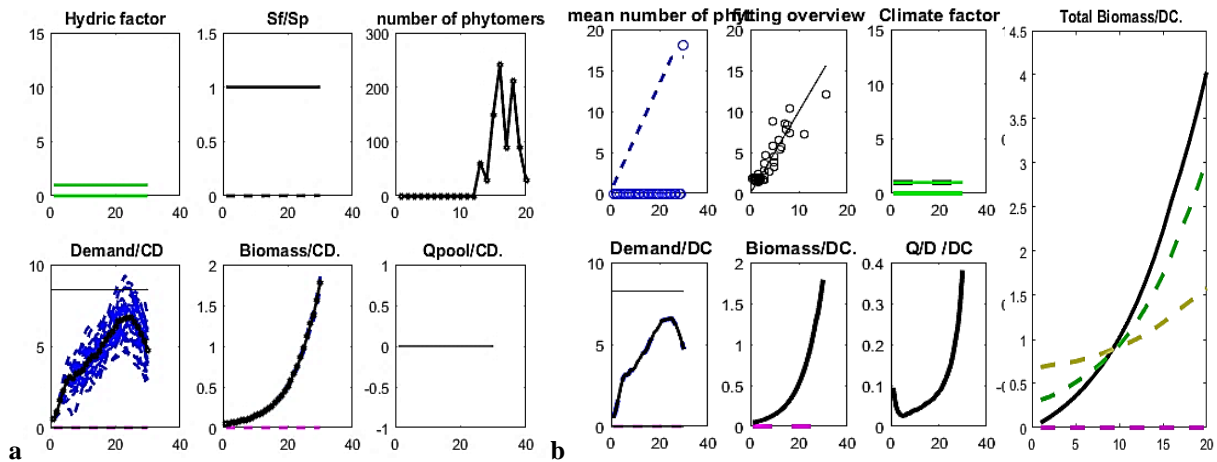 Hydric factor
15
10
5
0
0 20 40
Sf/Sp
1.5
1
0.5
0
0 20 40
number of phytomers
300
200
100
0
0 20 40
mean number of phyt
20
15
10
5
0
0 20 40
fitting overview
20
15
10
5
0
0 10 20
Climate factor
15
10
5
0
0 20 40
Total Biomass/DC.
4.5
4
3.5
3
2.5
2
1.5
1
0.5
0
5 10 15 20
Demand/CD
10
5
0
0 20 40
Biomass/CD.
2
1.5
1
0.5
0
0 20 40
Qpool/CD.
1
0.5
0
-0.5
-1
0 20 40
Demand/DC
10
5
0
0 20 40
Biomass/DC.
2
1.5
1
0.5
0
0 20 40
Q/D /DC
0.4
0.3
0.2
0.1
0
0 20 40
a
b